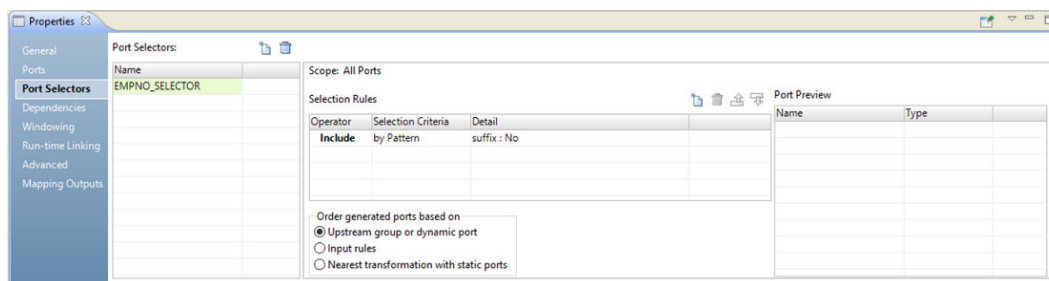 Properties
General
Ports
Port Selectors
Dependencies
Windowing
Run-time Linking
Advanced
Mapping Outputs
Port Selectors:
Name
EMPNO_SELECTOR
Scope: All Ports
Selection Rules
Operator Selection Criteria Detail
Include by Pattern suffix : No
Order generated ports based on
Upstream group or dynamic port
Input rules
Nearest transformation with static ports
Port Preview
Name Type